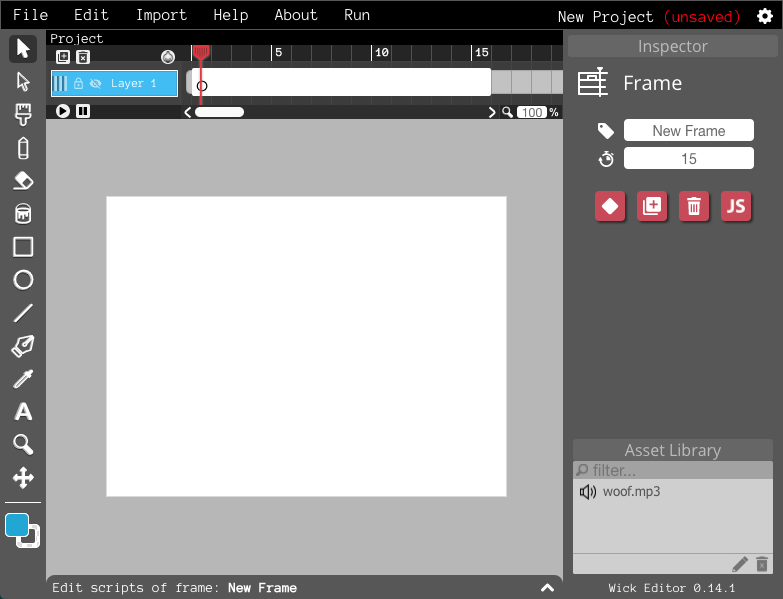 File Edit Import Help About Run New Project (unsaved)
Project
Inspector
5 10 15
Layer 1
Frame
100 %
New Frame
15
JS
A
Asset Library
filter...
woof.mp3
Edit scripts of frame: New Frame
Wick Editor 0.14.1